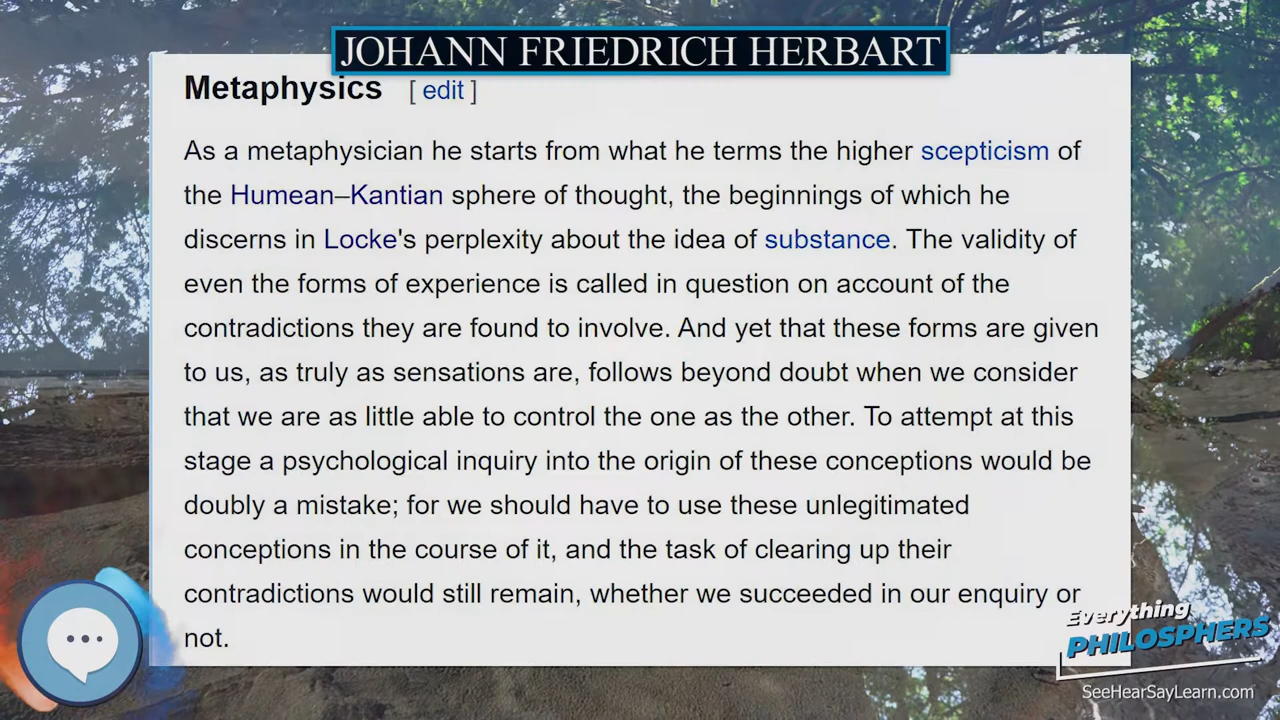 JOHANN FRIEDRICH HERBART
Metaphysics [ edit ]
As a metaphysician he starts from what he terms the higher scepticism of
the Humean–Kantian sphere of thought, the beginnings of which he
discerns in Locke's perplexity about the idea of substance. The validity of
even the forms of experience is called in question on account of the
contradictions they are found to involve. And yet that these forms are given
to us, as truly as sensations are, follows beyond doubt when we consider
that we are as little able to control the one as the other. To attempt at this
stage a psychological inquiry into the origin of these conceptions would be
doubly a mistake; for we should have to use these unlegitimated
conceptions in the course of it, and the task of clearing up their
contradictions would still remain, whether we succeeded in our enquiry or
not.
Everything
PHILOSPHERS
SeeHearSayLearn.com